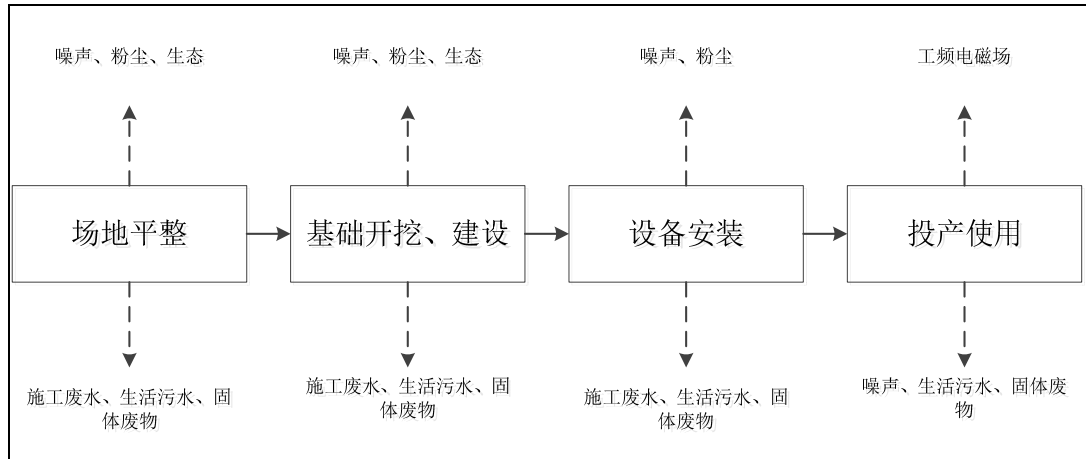 噪声、粉尘、生态
噪声、粉尘、生态
噪声、粉尘
工频电磁场
场地平整
基础开挖、建设
设备安装
投产使用
施工废水、生活污水、固
体废物
施工废水、生活污水、固
体废物
施工废水、生活污水、固
体废物
噪声、生活污水、固体废
物